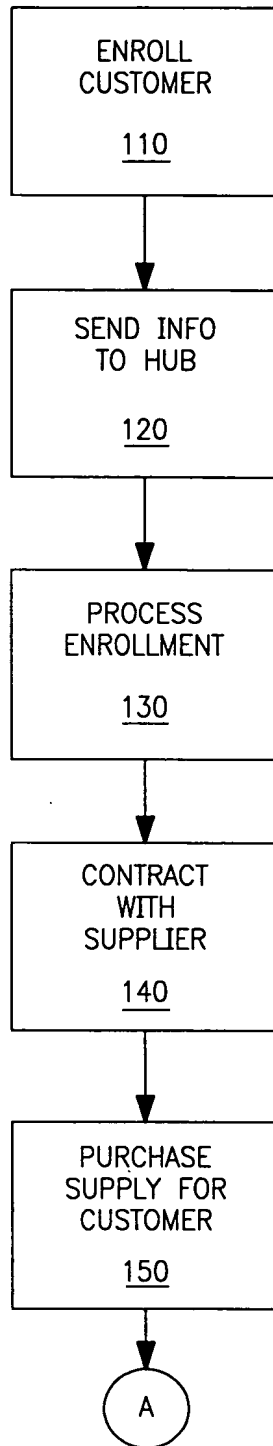 ENROLL
CUSTOMER
110
SEND INFO
TO HUB
120
PROCESS
ENROLLMENT
130
CONTRACT
WITH
SUPPLIER
140
PURCHASE
SUPPLY FOR
CUSTOMER
150
A